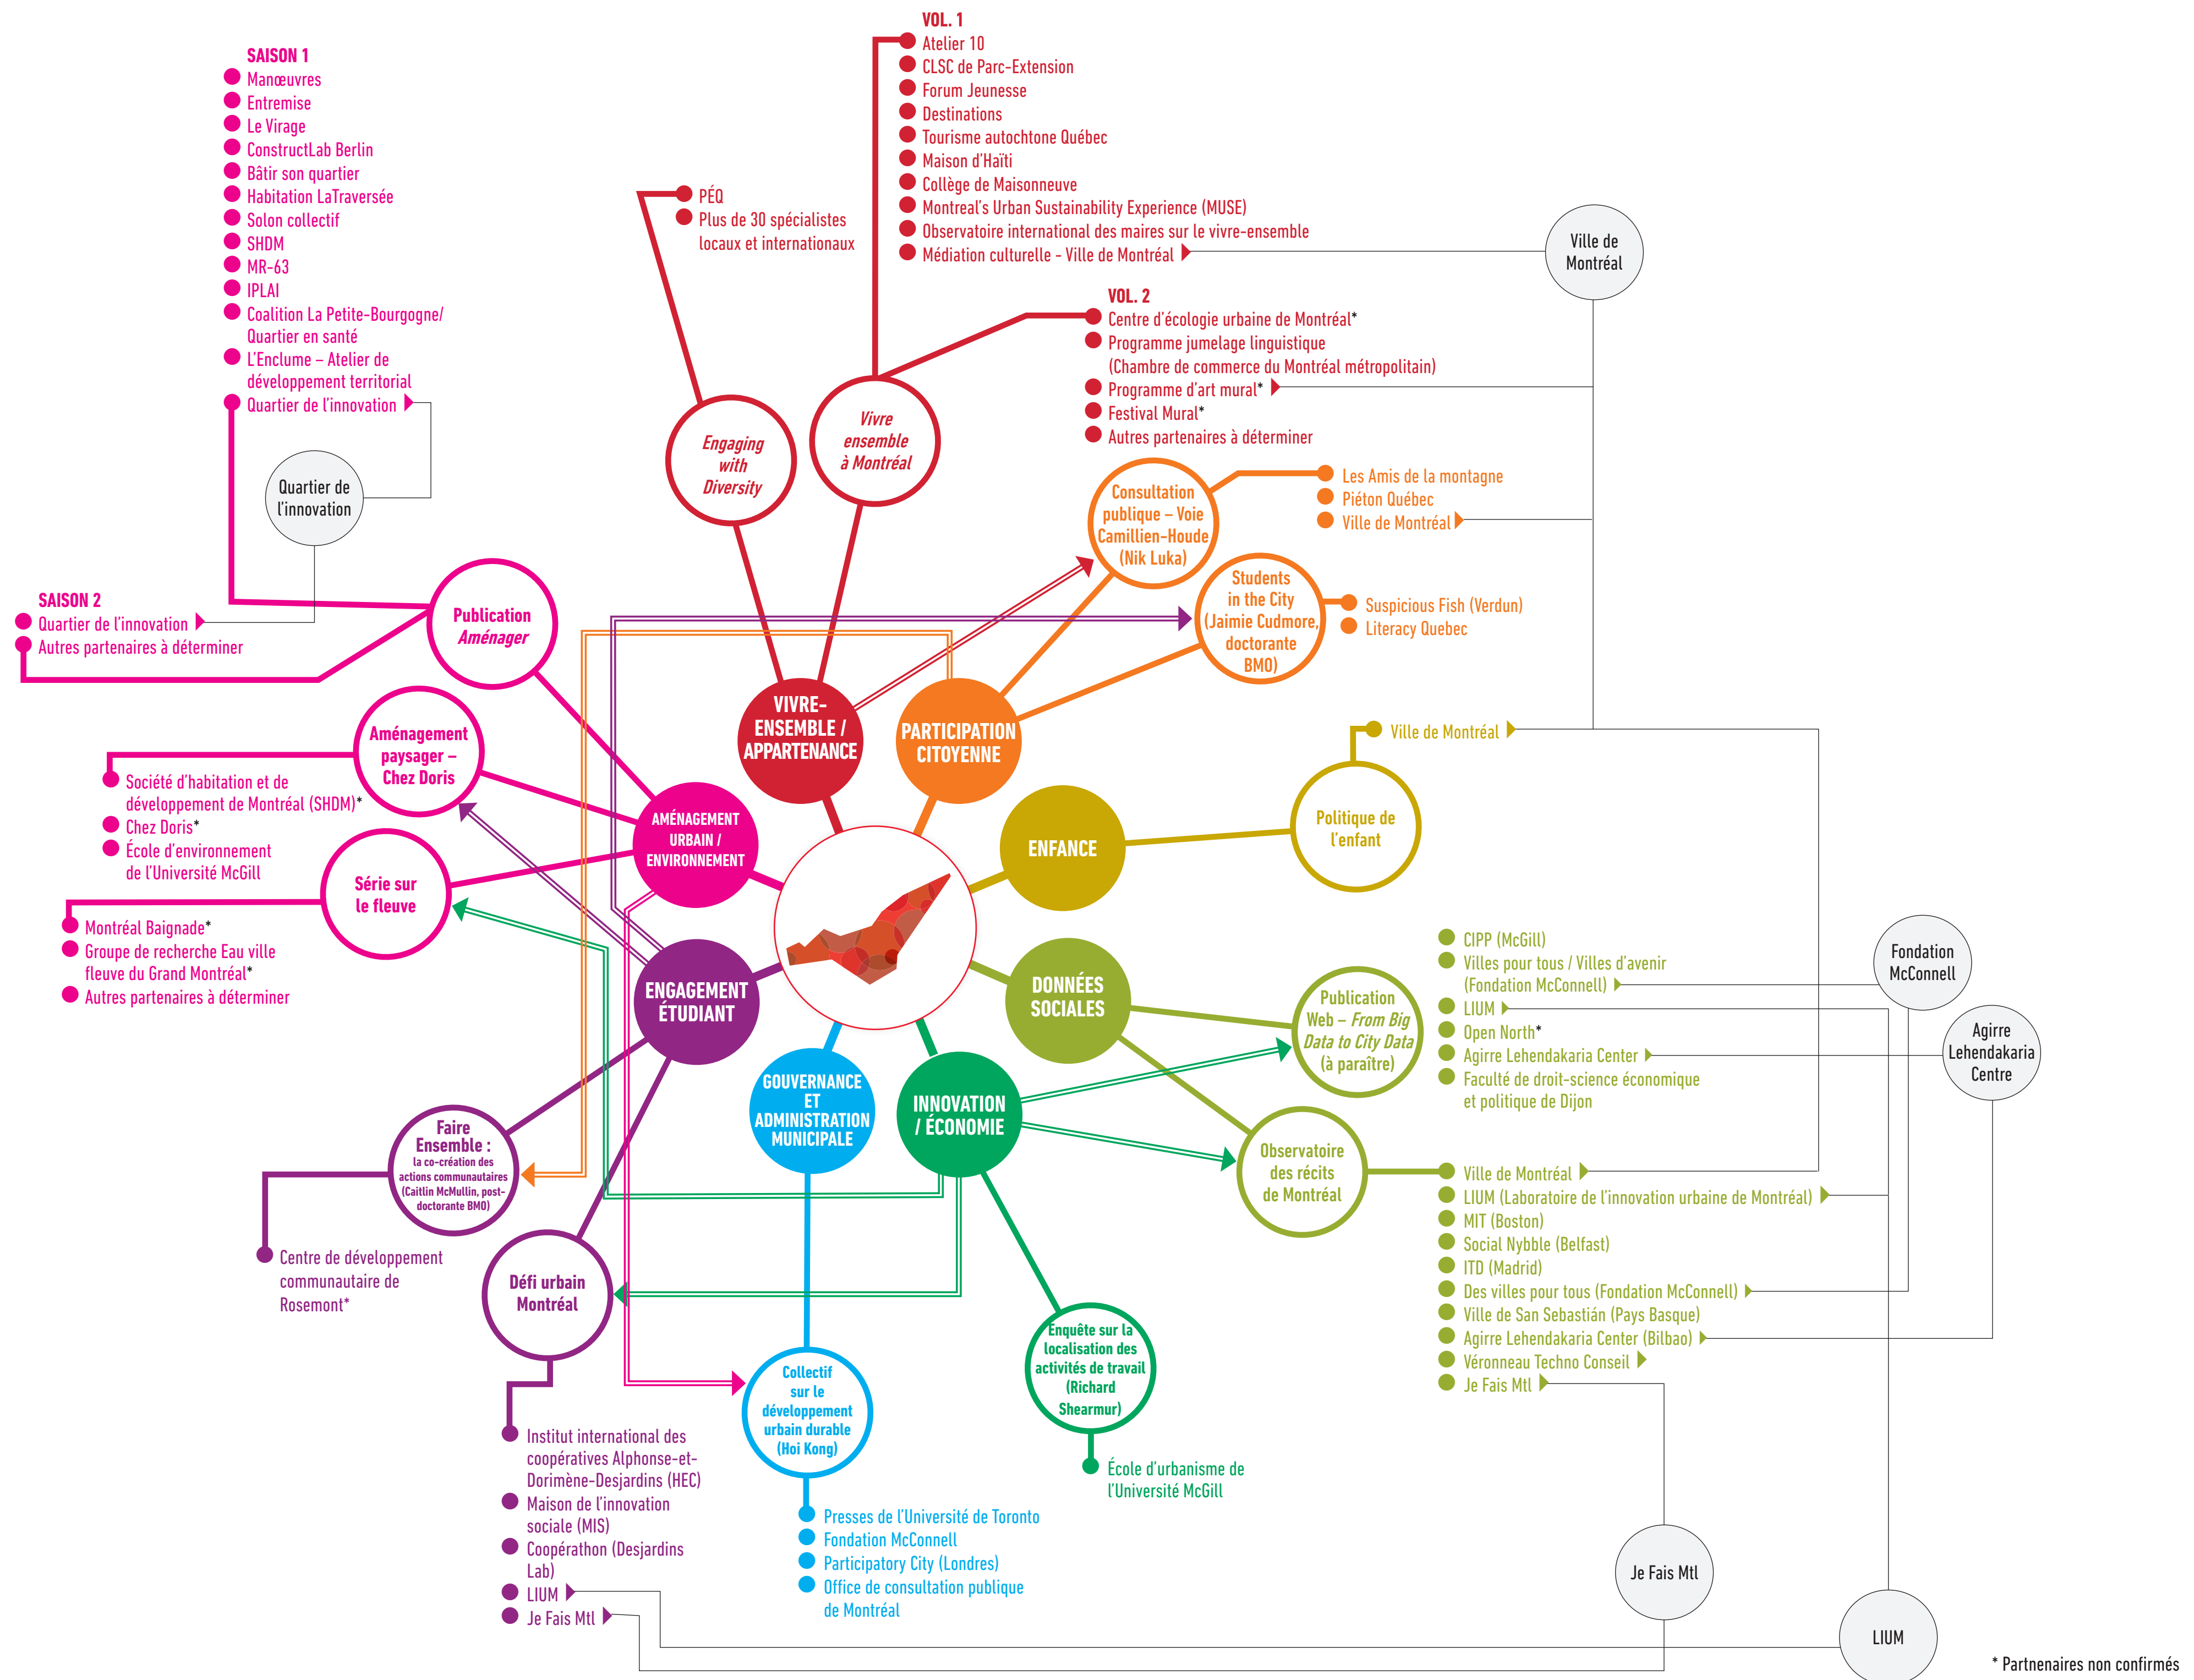 SAISON 1
Manœuvres
Entremise
Le Virage
ConstructLab Berlin
Bâtir son quartier
Habitation LaTraversée
Solon collectif
SHDM
MR-63
IPLAI
Coalition La Petite-Bourgogne/
Quartier en santé
L'Enclume – Atelier de
développement territorial
Quartier de l'innovation
Quartier de
l'innovation
SAISON 2
Quartier de l'innovation
Autres partenaires à déterminer
Publication
Aménager
PÉQ
Plus de 30 spécialistes
locaux et internationaux
Engaging
with
Diversity
VOL. 1
Atelier 10
CLSC de Parc-Extension
Forum Jeunesse
Destinations
Tourisme autochtone Québec
Maison d'Haïti
Collège de Maisonneuve
Montreal's Urban Sustainability Experience (MUSE)
Observatoire international des maires sur le vivre-ensemble
Médiation culturelle - Ville de Montréal
Ville de
Montréal
VOL. 2
Centre d'écologie urbaine de Montréal*
Programme jumelage linguistique
(Chambre de commerce du Montréal métropolitain)
Programme d'art mural*
Festival Mural*
Autres partenaires à déterminer
Vivre
ensemble
à Montréal
Consultation
publique – Voie
Camillien-Houde
(Nik Luka)
Les Amis de la montagne
Piéton Québec
Ville de Montréal
Students
in the City
(Jaimie Cudmore,
doctorante
BMO)
Suspicious Fish (Verdun)
Literacy Quebec
VIVRE-
ENSEMBLE /
APPARTENANCE
PARTICIPATION
CITOYENNE
Aménagement
paysager –
Chez Doris
Société d'habitation et de
développement de Montréal (SHDM)*
Chez Doris*
École d'environnement
de l'Université McGill
AMÉNAGEMENT
URBAIN /
ENVIRONNEMENT
Série sur
le fleuve
Montréal Baignade*
Groupe de recherche Eau ville
fleuve du Grand Montréal*
Autres partenaires à déterminer
ENFANCE
Ville de Montréal
Politique de
l'enfant
ENGAGEMENT
ÉTUDIANT
DONNÉES
SOCIALES
Publication
Web – From Big
Data to City Data
(à paraître)
CIPP (McGill)
Villes pour tous / Villes d'avenir
(Fondation McConnell)
LIUM
Open North*
Agirre Lehendakaria Center
Faculté de droit-science économique
et politique de Dijon
Fondation
McConnell
Agirre
Lehendakaria
Centre
GOUVERNANCE
ET
ADMINISTRATION
MUNICIPALE
INNOVATION
/ ÉCONOMIE
Observatoire
des récits
de Montréal
Ville de Montréal
LIUM (Laboratoire de l'innovation urbaine de Montréal)
MIT (Boston)
Social Nybble (Belfast)
ITD (Madrid)
Des villes pour tous (Fondation McConnell)
Ville de San Sebastián (Pays Basque)
Agirre Lehendakaria Center (Bilbao)
Véronneau Techno Conseil
Je Fais Mtl
Faire
Ensemble :
la co-création des
actions communautaires
(Caitlin McMullin, post-
doctorante BMO)
Centre de développement
communautaire de
Rosemont*
Défi urbain
Montréal
Institut international des
coopératives Alphonse-et-
Dorimène-Desjardins (HEC)
Maison de l'innovation
sociale (MIS)
Coopérathon (Desjardins
Lab)
LIUM
Je Fais Mtl
Collectif
sur le
développement
urbain durable
(Hoi Kong)
Presses de l'Université de Toronto
Fondation McConnell
Participatory City (Londres)
Office de consultation publique
de Montréal
Enquête sur la
localisation des
activités de travail
(Richard
Shearmur)
École d'urbanisme de
l'Université McGill
Je Fais Mtl
LIUM
* Partnenaires non confirmés